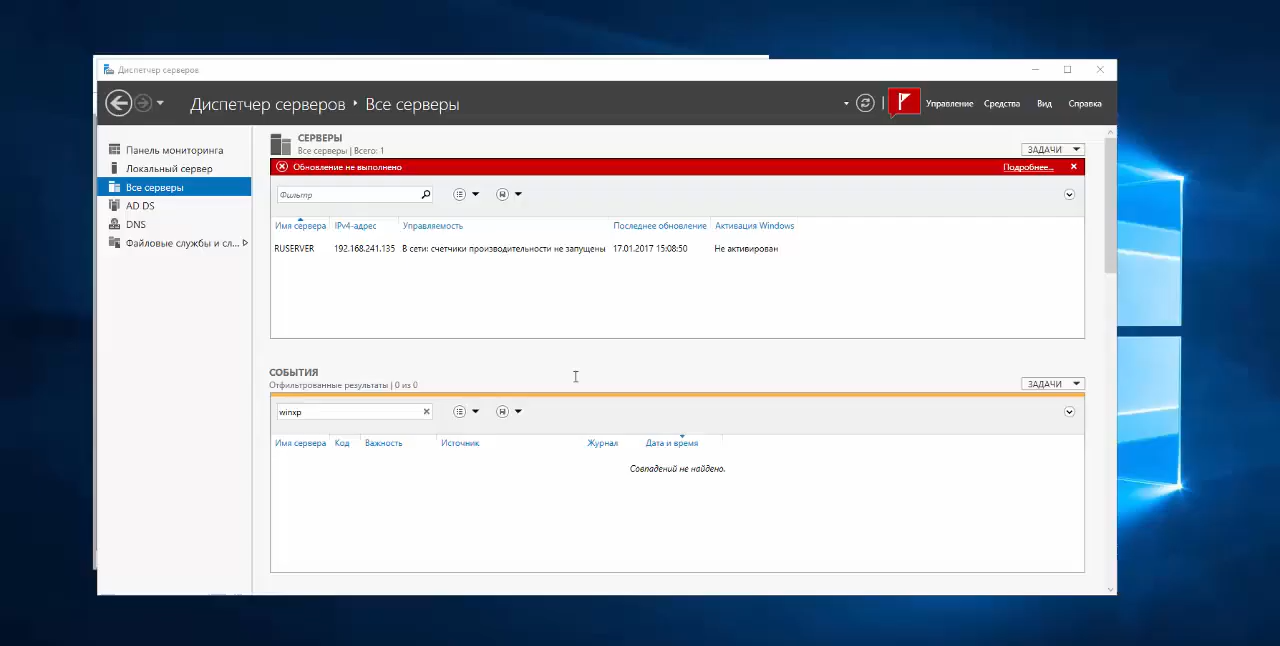 Диспетчер серверов
Диспетчер серверов ‣ Все серверы
Управление Средства Вид Справка
Панель мониторинга
Локальный сервер
Все серверы
AD DS
DNS
Файловые службы и сл...
СЕРВЕРЫ
Все серверы | Всего: 1
ЗАДАЧИ
Обновление не выполнено Подробнее...
Фильтр
Имя сервера IPv4-адрес Управляемость Последнее обновление Активация Windows
RUSERVER 192.168.241.135 В сети: счетчики производительности не запущены 17.01.2017 15:08:50 Не активирован
СОБЫТИЯ
Отфильтрованные результаты | 0 из 0
ЗАДАЧИ
winxp
Имя сервера Код Важность Источник Журнал Дата и время
Совпадений не найдено.